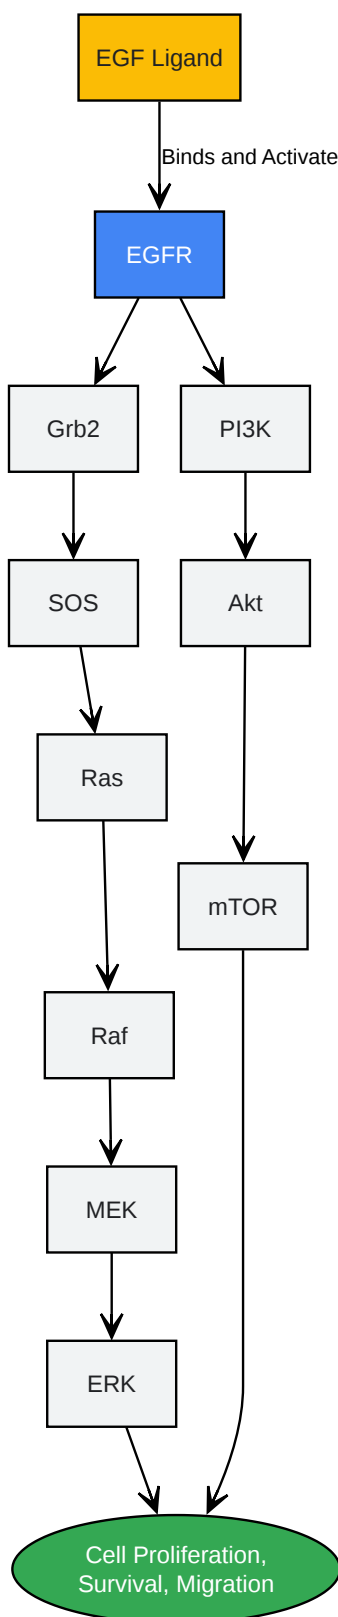 EGF Ligand
Binds and Activate
EGFR
Grb2
PI3K
SOS
Akt
Ras
mTOR
Raf
MEK
ERK
Cell Proliferation,
Survival, Migration